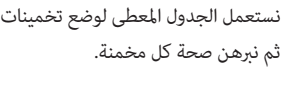 نستعمل الجدول المعطى لوضع تخمينات
ثم نبرهن صحة كل مخمنة.